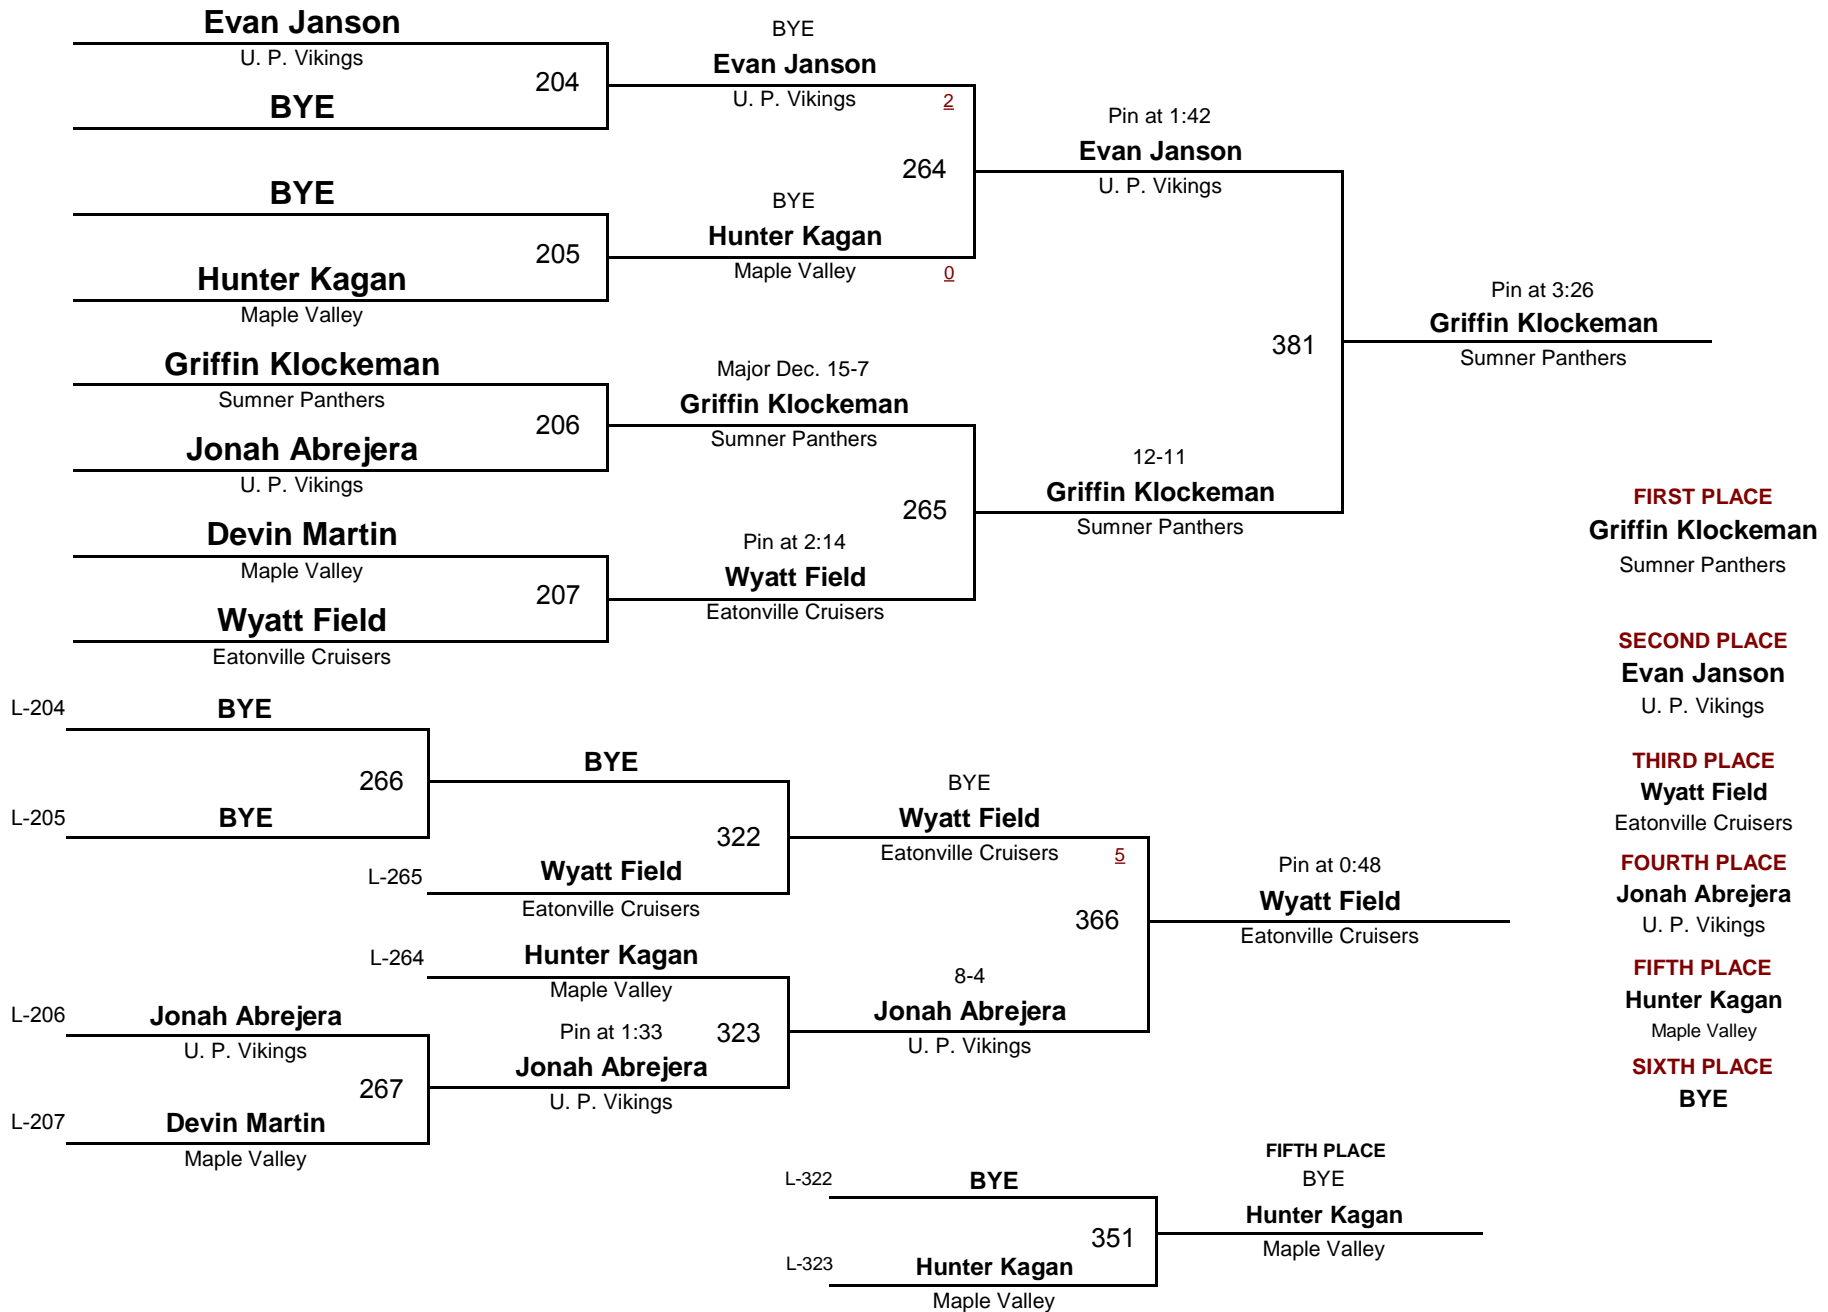 Evan Janson
U. P. Vikings
204
BYE
BYE
205
Hunter Kagan
Maple Valley
Griffin Klockeman
Sumner Panthers
206
Jonah Abrejera
U. P. Vikings
Devin Martin
Maple Valley
207
Wyatt Field
Eatonville Cruisers
BYE
Evan Janson
U. P. Vikings
2
264
BYE
Hunter Kagan
Maple Valley
0
Major Dec. 15-7
Griffin Klockeman
Sumner Panthers
265
Pin at 2:14
Wyatt Field
Eatonville Cruisers
Pin at 1:42
Evan Janson
U. P. Vikings
381
12-11
Griffin Klockeman
Sumner Panthers
Pin at 3:26
Griffin Klockeman
Sumner Panthers
L-204
BYE
266
L-205
BYE
BYE
322
L-265
Wyatt Field
Eatonville Cruisers
L-264
Hunter Kagan
Maple Valley
L-206
Jonah Abrejera
U. P. Vikings
267
L-207
Devin Martin
Maple Valley
Pin at 1:33
323
Jonah Abrejera
U. P. Vikings
BYE
Wyatt Field
Eatonville Cruisers
5
366
8-4
Jonah Abrejera
U. P. Vikings
Pin at 0:48
Wyatt Field
Eatonville Cruisers
L-322
BYE
351
L-323
Hunter Kagan
Maple Valley
FIFTH PLACE
BYE
Hunter Kagan
Maple Valley
FIRST PLACE
Griffin Klockeman
Sumner Panthers
SECOND PLACE
Evan Janson
U. P. Vikings
THIRD PLACE
Wyatt Field
Eatonville Cruisers
FOURTH PLACE
Jonah Abrejera
U. P. Vikings
FIFTH PLACE
Hunter Kagan
Maple Valley
SIXTH PLACE
BYE